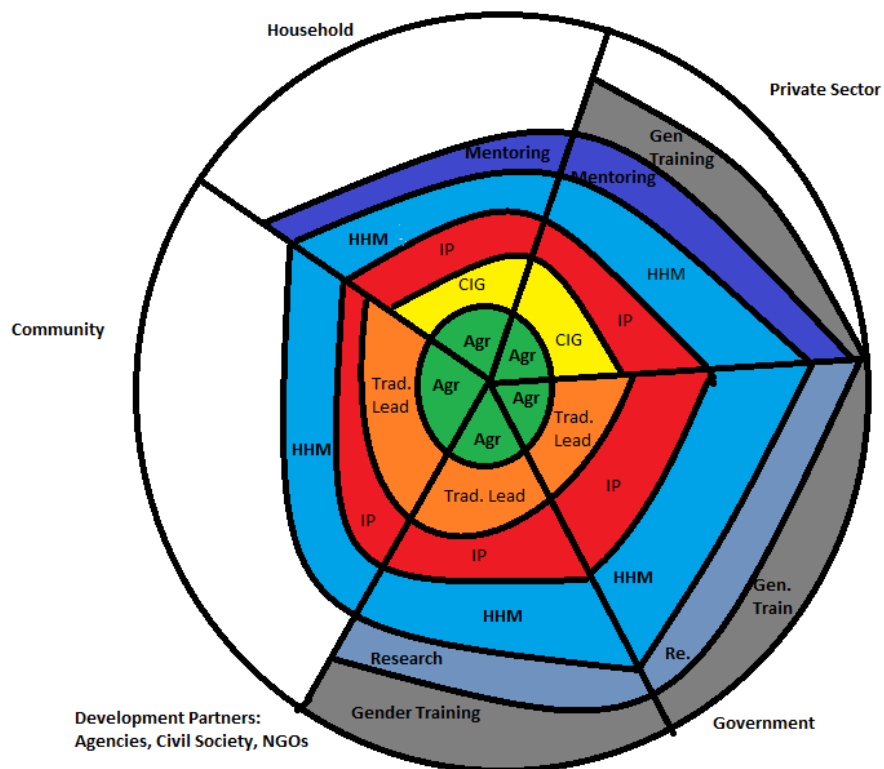 Household
Private Sector
Gen
Training
Mentoring
Mentoring
HHM
HHM
IP
CIG
IP
Community
CIG
Agr
Agr
Agr
Agr
Agr
Trad.
Lead
Trad.
Lead
Trad. Lead
HHM
IP
IP
IP
HHM
HHM
Gen.
Train
Re.
Research
Gender Training
Government
Development Partners:
Agencies, Civil Society, NGOs